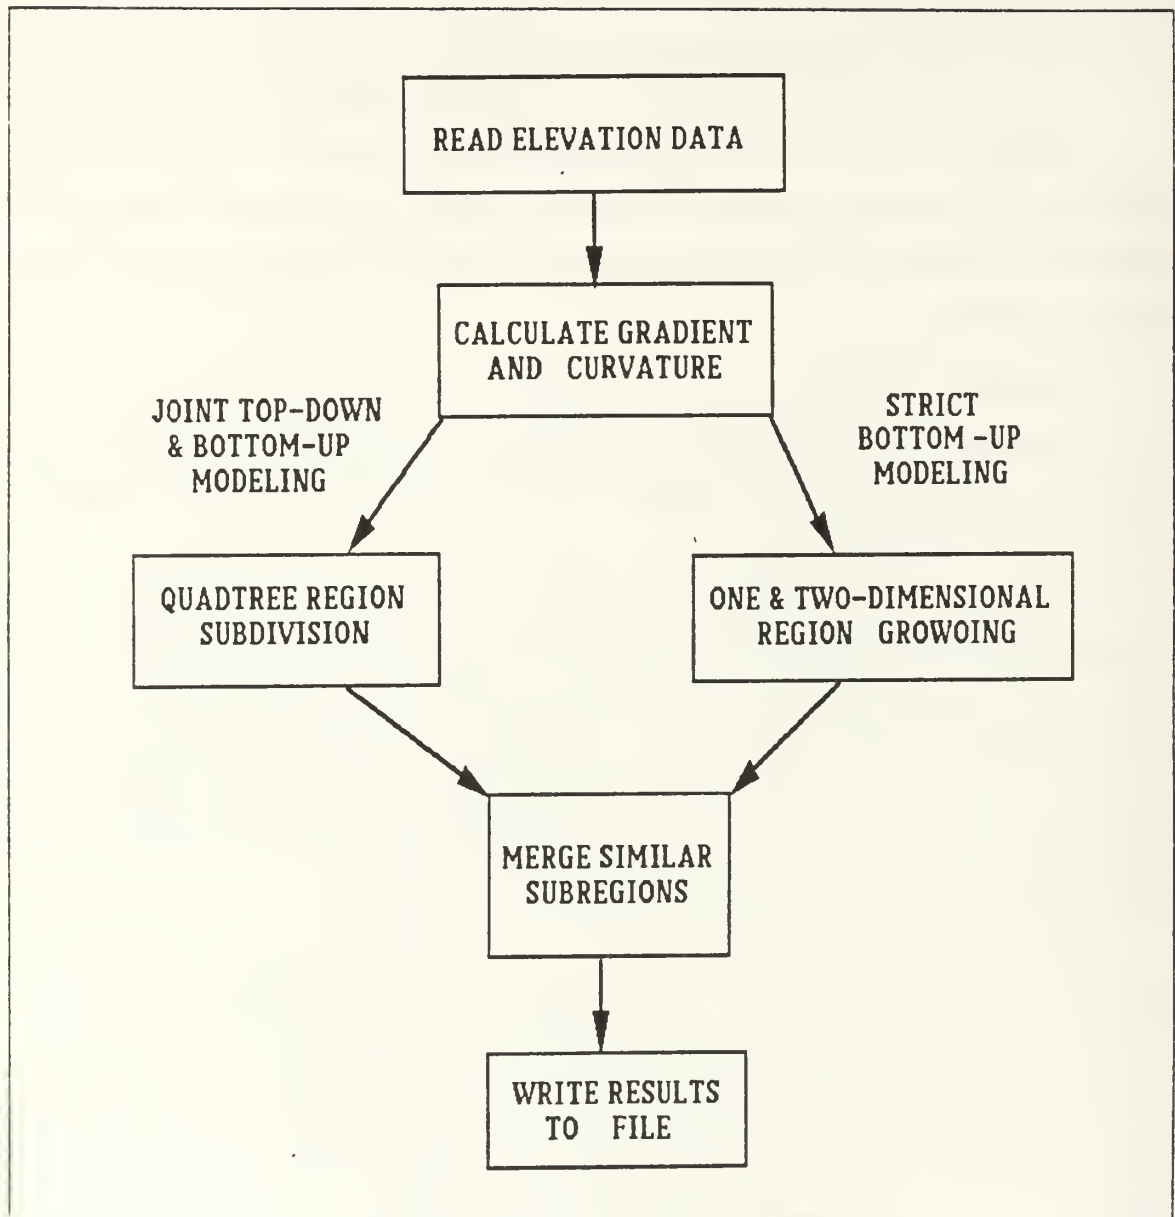 READ ELEVATION DATA
CALCULATE GRADIENT
AND CURVATURE
JOINT TOP-DOWN
& BOTTOM-UP
MODELING
STRICT
BOTTOM -UP
MODELING
QUADTREE REGION
SUBDIVISION
ONE & TWO-DIMENSIONAL
REGION GROWOING
MERGE SIMILAR
SUBREGIONS
WRITE RESULTS
TO FILE